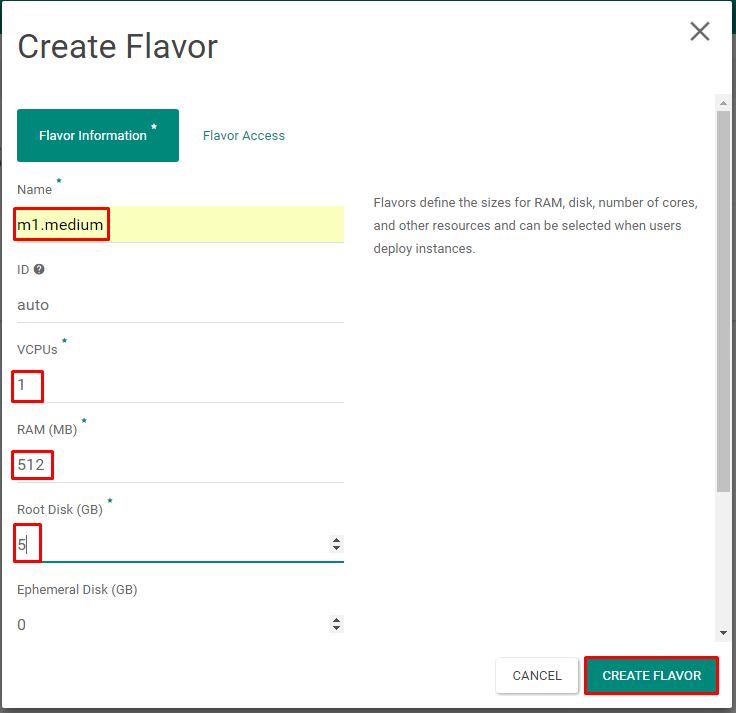 Create Flavor
Flavor Information *
Flavor Access
Name *
m1.medium
Flavors define the sizes for RAM, disk, number of cores,
and other resources and can be selected when users
deploy instances.
ID
auto
VCPUs *
1
RAM (MB) *
512
Root Disk (GB) *
5
Ephemeral Disk (GB)
0
CANCEL
CREATE FLAVOR